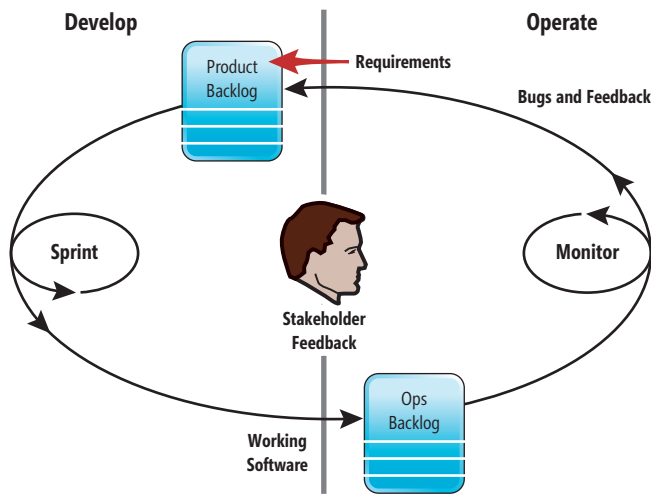 Develop
Operate
Product
Backlog
Requirements
Bugs and Feedback
Sprint
Monitor
Stakeholder
Feedback
Ops
Backlog
Working
Software